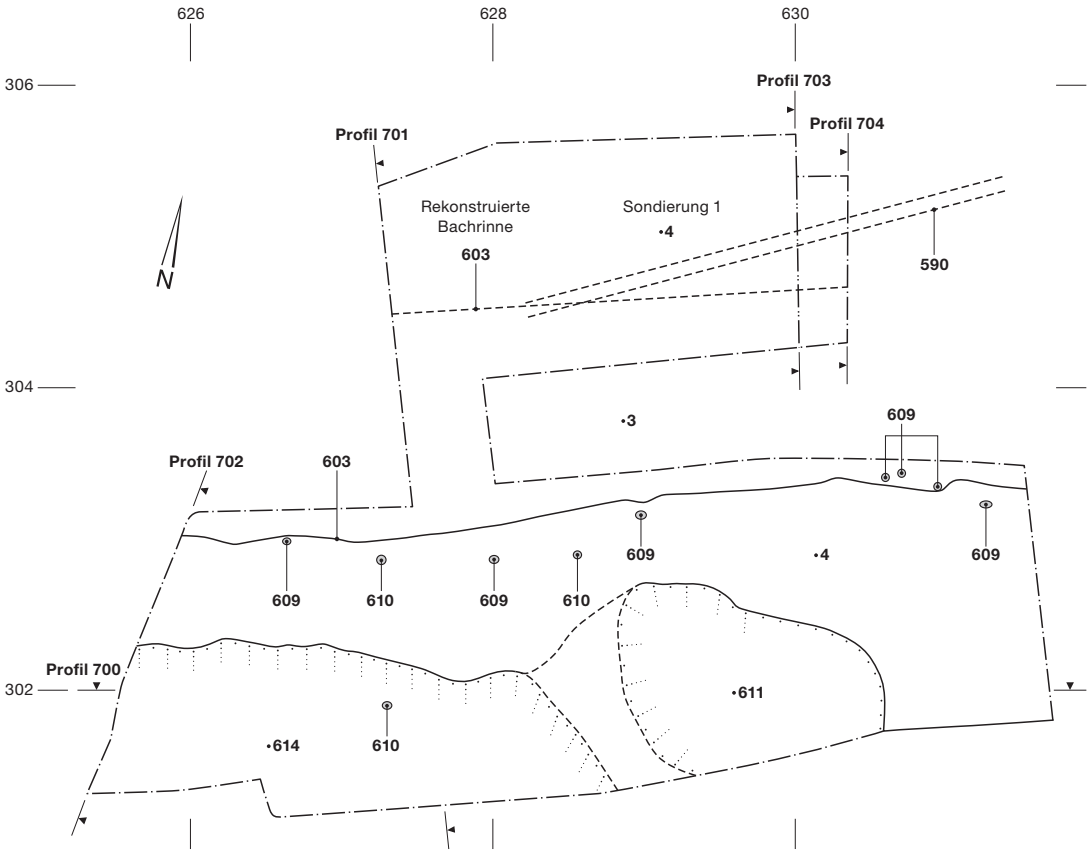 626
628
630
306
Profil 703
Profil 704
Profil 701
Rekonstruierte
Bachrinne
603
Sondierung 1
4
590
N
304
3
609
Profil 702
603
609
610
609
610
609
4
609
Profil 700
302
610
614
611